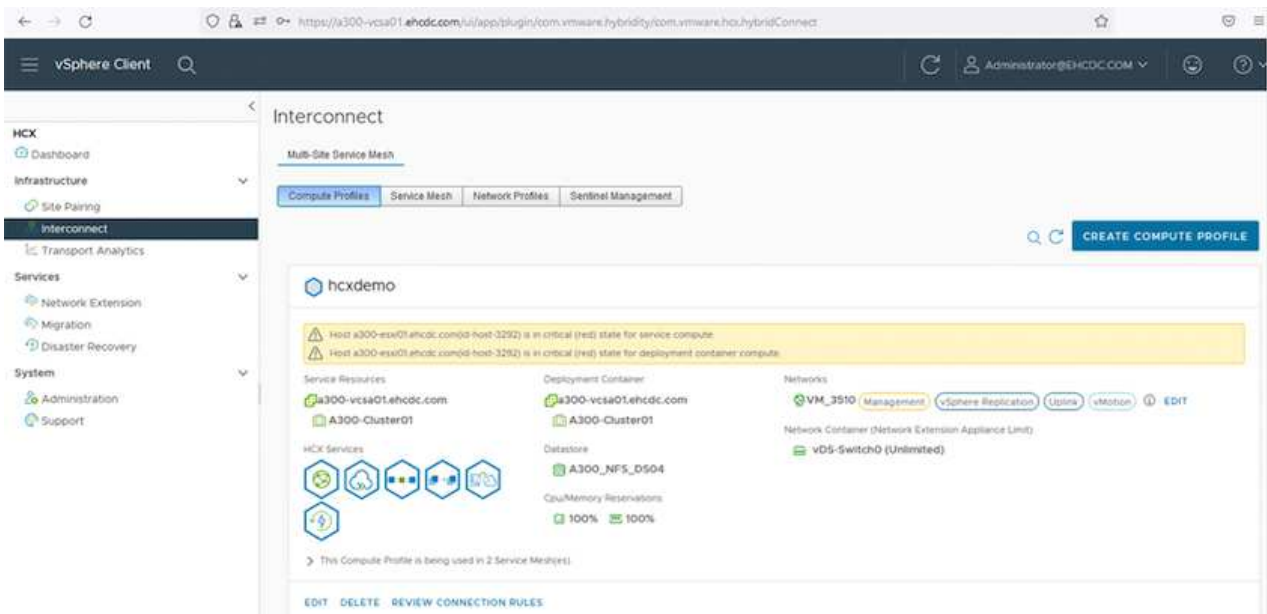 https://a300-vcsa01.ehcdc.com/ui/app/plugin/com.vmware.hybridity/com.vmware.hcx.hybridConnect
vSphere Client
Administrator@EHCDC.COM
Interconnect
HCX
Dashboard
Multi-Site Service Mesh
Infrastructure
Compute Profiles
Service Mesh
Network Profiles
Sentinel Management
Site Pairing
Interconnect
CREATE COMPUTE PROFILE
Transport Analytics
Services
hcxdemo
Network Extension
Migration
Disaster Recovery
System
Administration
Support
Host a300-esxi01.ehcdc.com(id-host-3292) is in critical (red) state for service compute.
Host a300-esxi01.ehcdc.com(id-host-3292) is in critical (red) state for deployment container compute.
Service Resources
a300-vcsa01.ehcdc.com
A300-Cluster01
HCX Services
Deployment Container
a300-vcsa01.ehcdc.com
A300-Cluster01
Datastore
A300_NFS_DS04
Cpu/Memory Reservations
100% 100%
Networks
VM_3510 Management vSphere Replication Uplink vMotion EDIT
Network Container (Network Extension Appliance Limit)
vDS-Switch0 (Unlimited)
This Compute Profile is being used in 2 Service Mesh(es)
EDIT DELETE REVIEW CONNECTION RULES